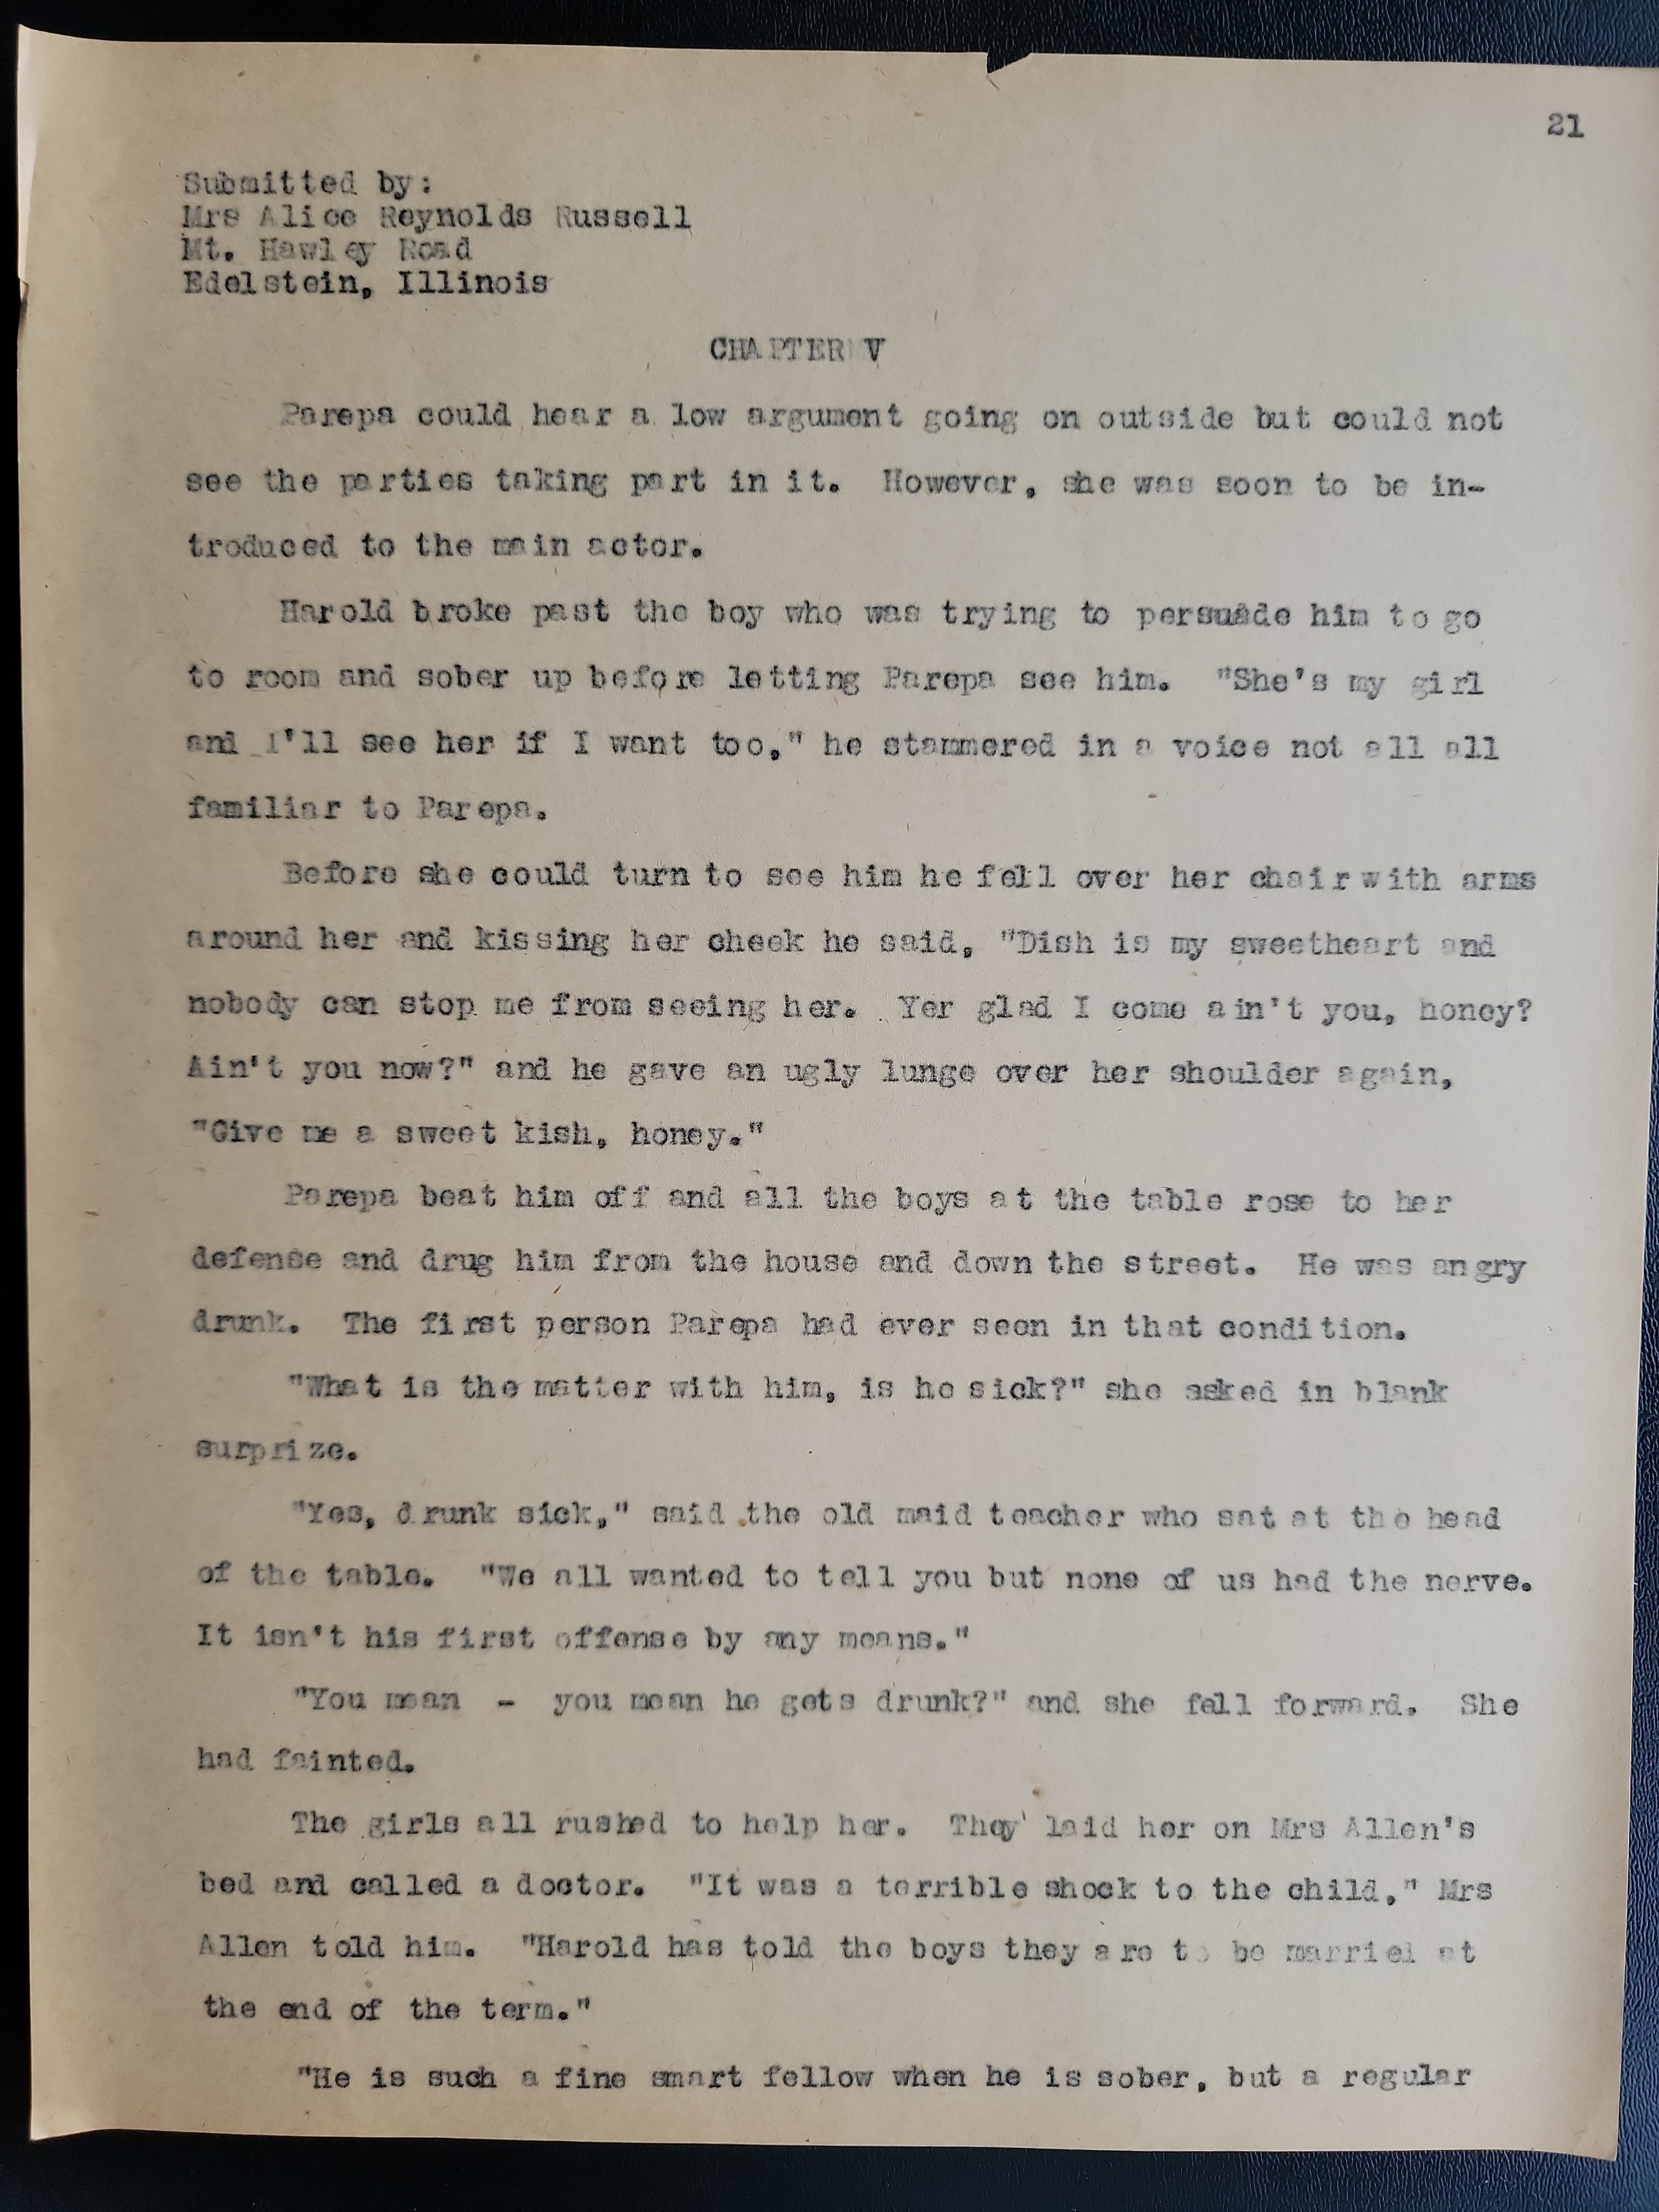 21
Submitted by:
Mrs Alice Reynolds Russell
Mt. Hawley Road
Edelstein, Illinois
CHAPTER V
Parepa could hear a low argument going on outside but could not
see the parties taking part in it. However, she was soon to be in-
troduced to the main actor.
Harold broke past the boy who was trying to persuade him to go
to room and sober up before letting Parepa see him. "She's my girl
and I'll see her if I want too," he stammered in a voice not all all
familiar to Parepa.
Before she could turn to see him he fell over her chair with arms
around her and kissing her cheek he said, "Dish is my sweetheart and
nobody can stop me from seeing her. Yer glad I come ain't you, honey?
Ain't you now?" and he gave an ugly lunge over her shoulder again,
"Give me a sweet kish, honey."
Parepa beat him off and all the boys at the table rose to her
defense and drug him from the house and down the street. He was angry
drunk. The first person Parepa had ever seen in that condition.
"What is the matter with him, is he sick?" she asked in blank
surprize.
"Yes, drunk sick," said the old maid teacher who sat at the head
of the table. "We all wanted to tell you but none of us had the nerve.
It isn't his first offense by any means."
"You mean - you mean he gets drunk?" and she fell forward. She
had fainted.
The girls all rushed to help her. They laid her on Mrs Allen's
bed and called a doctor. "It was a terrible shock to the child," Mrs
Allen told him. "Harold has told the boys they are to be married at
the end of the term."
"He is such a fine smart fellow when he is sober, but a regular